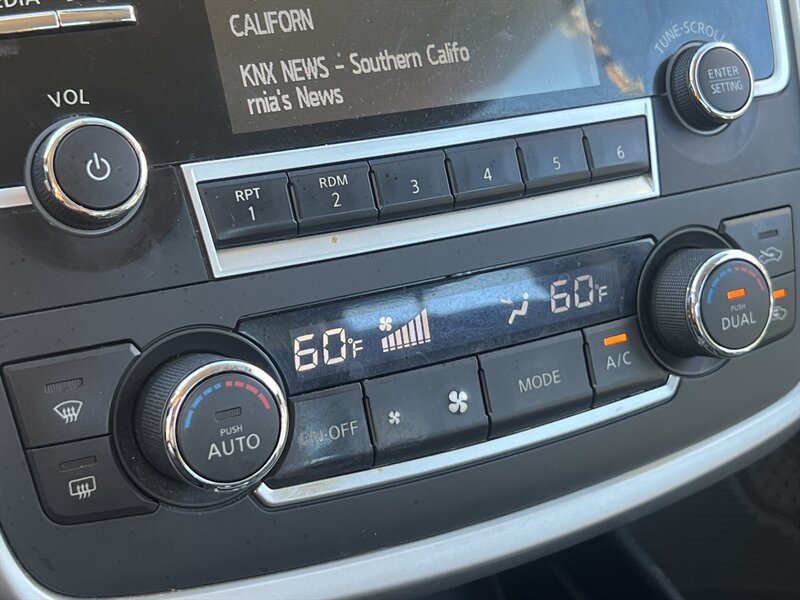 CALIFORN
KNX NEWS - Southern Califo
rnia's News
TUNE·SCROLL
ENTER
SETTING
VOL
RPT
1
RDM
2
3
4
5
6
60°F
60°F
PUSH
DUAL
PUSH
AUTO
ON·OFF
MODE
A/C